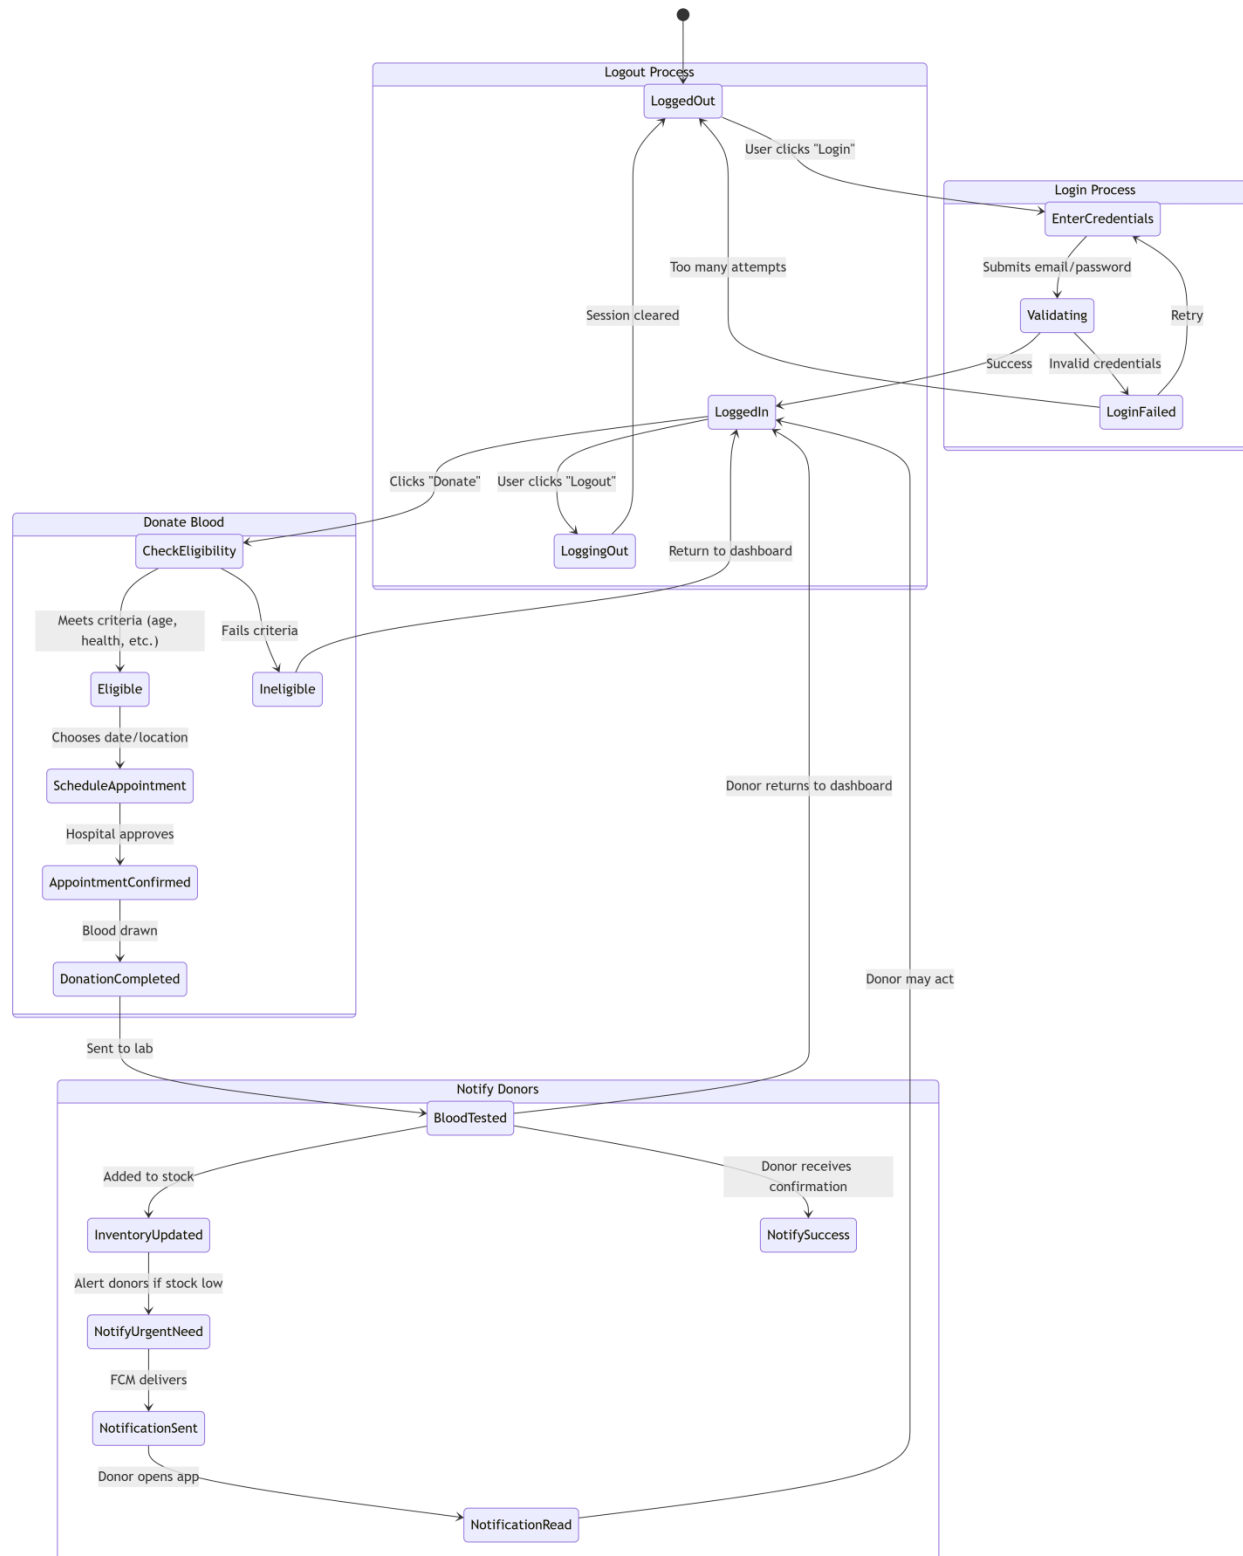 Logout Process
LoggedOut
User clicks "Login"
Login Process
EnterCredentials
Too many attempts
Submits email/password
Session cleared
Validating
Retry
Success
Invalid credentials
LoggedIn
LoginFailed
Clicks "Donate"
User clicks "Logout"
Donate Blood
CheckEligibility
LoggingOut
Return to dashboard
Meets criteria (age,
health, etc.)
Fails criteria
Eligible
Ineligible
Chooses date/location
ScheduleAppointment
Donor returns to dashboard
Hospital approves
AppointmentConfirmed
Blood drawn
DonationCompleted
Donor may act
Sent to lab
Notify Donors
BloodTested
Added to stock
Donor receives
confirmation
InventoryUpdated
NotifySuccess
Alert donors if stock low
NotifyUrgentNeed
FCM delivers
NotificationSent
Donor opens app
NotificationRead